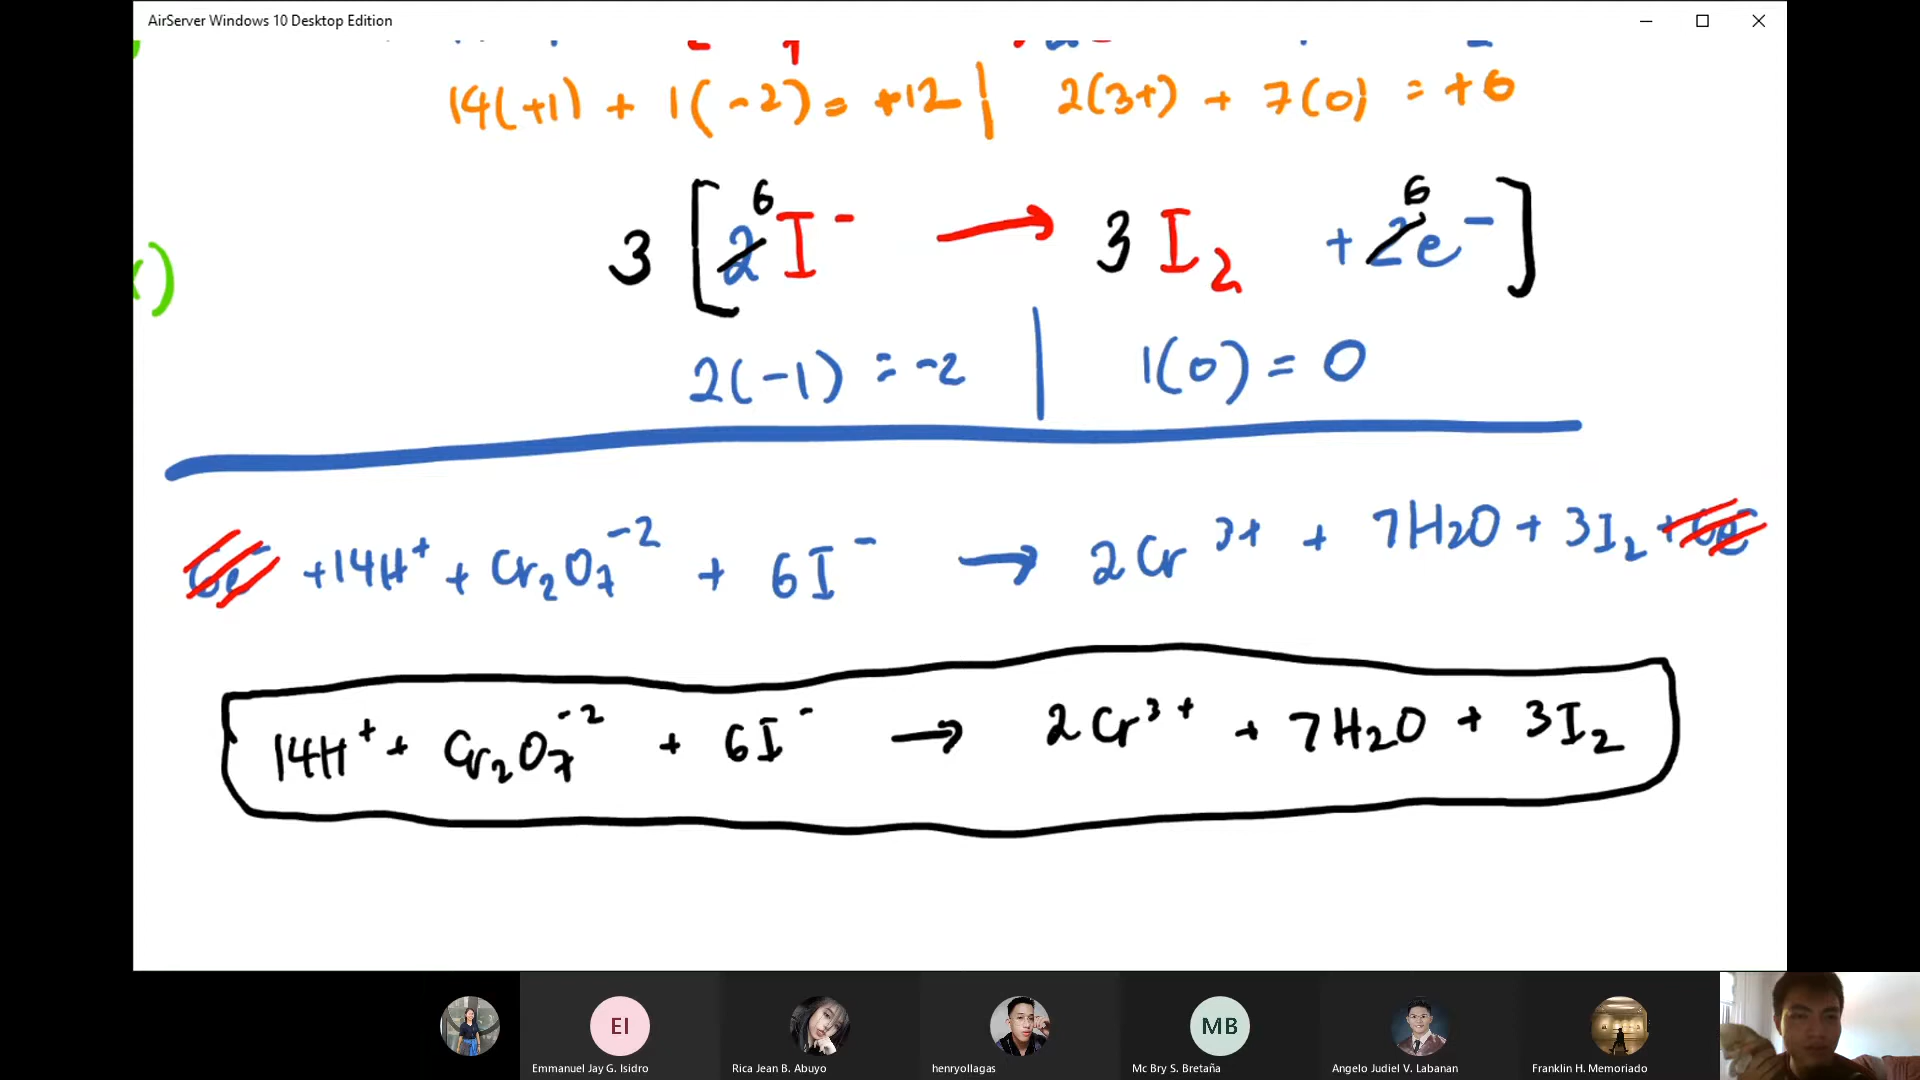 AirServer Windows 10 Desktop Edition
14(+1) + 1(-2) = +12 | 2(3+) + 7(0) = +6
3 [ 2 6 I⁻ → 3 I₂ + 2 6 e⁻ ]
)
2(-1) = -2 | 1(0) = 0
6e⁻ + 14H⁺ + Cr₂O₇⁻² + 6I⁻ → 2Cr³⁺ + 7H₂O + 3I₂ + 6e⁻
14H⁺ + Cr₂O₇⁻² + 6I⁻ → 2Cr³⁺ + 7H₂O + 3I₂
EI MB
Emmanuel Jay G. Isidro Rica Jean B. Abuyo henryollagas Mc Bry S. Bretaña Angelo Judiel V. Labanan Franklin H. Memoriado